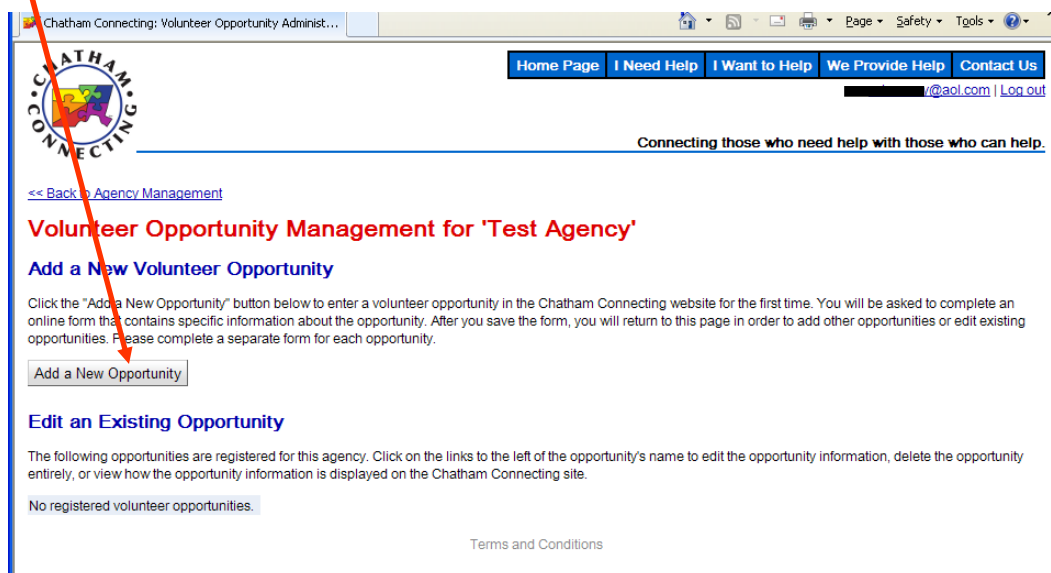 Chatham Connecting: Volunteer Opportunity Administ...
Page Safety Tools
CHATHAM CONNECTING
Home Page I Need Help I Want to Help We Provide Help Contact Us
@aol.com | Log out
Connecting those who need help with those who can help.
<< Back to Agency Management
Volunteer Opportunity Management for 'Test Agency'
Add a New Volunteer Opportunity
Click the "Add a New Opportunity" button below to enter a volunteer opportunity in the Chatham Connecting website for the first time. You will be asked to complete an
online form that contains specific information about the opportunity. After you save the form, you will return to this page in order to add other opportunities or edit existing
opportunities. Please complete a separate form for each opportunity.
Add a New Opportunity
Edit an Existing Opportunity
The following opportunities are registered for this agency. Click on the links to the left of the opportunity's name to edit the opportunity information, delete the opportunity
entirely, or view how the opportunity information is displayed on the Chatham Connecting site.
No registered volunteer opportunities.
Terms and Conditions